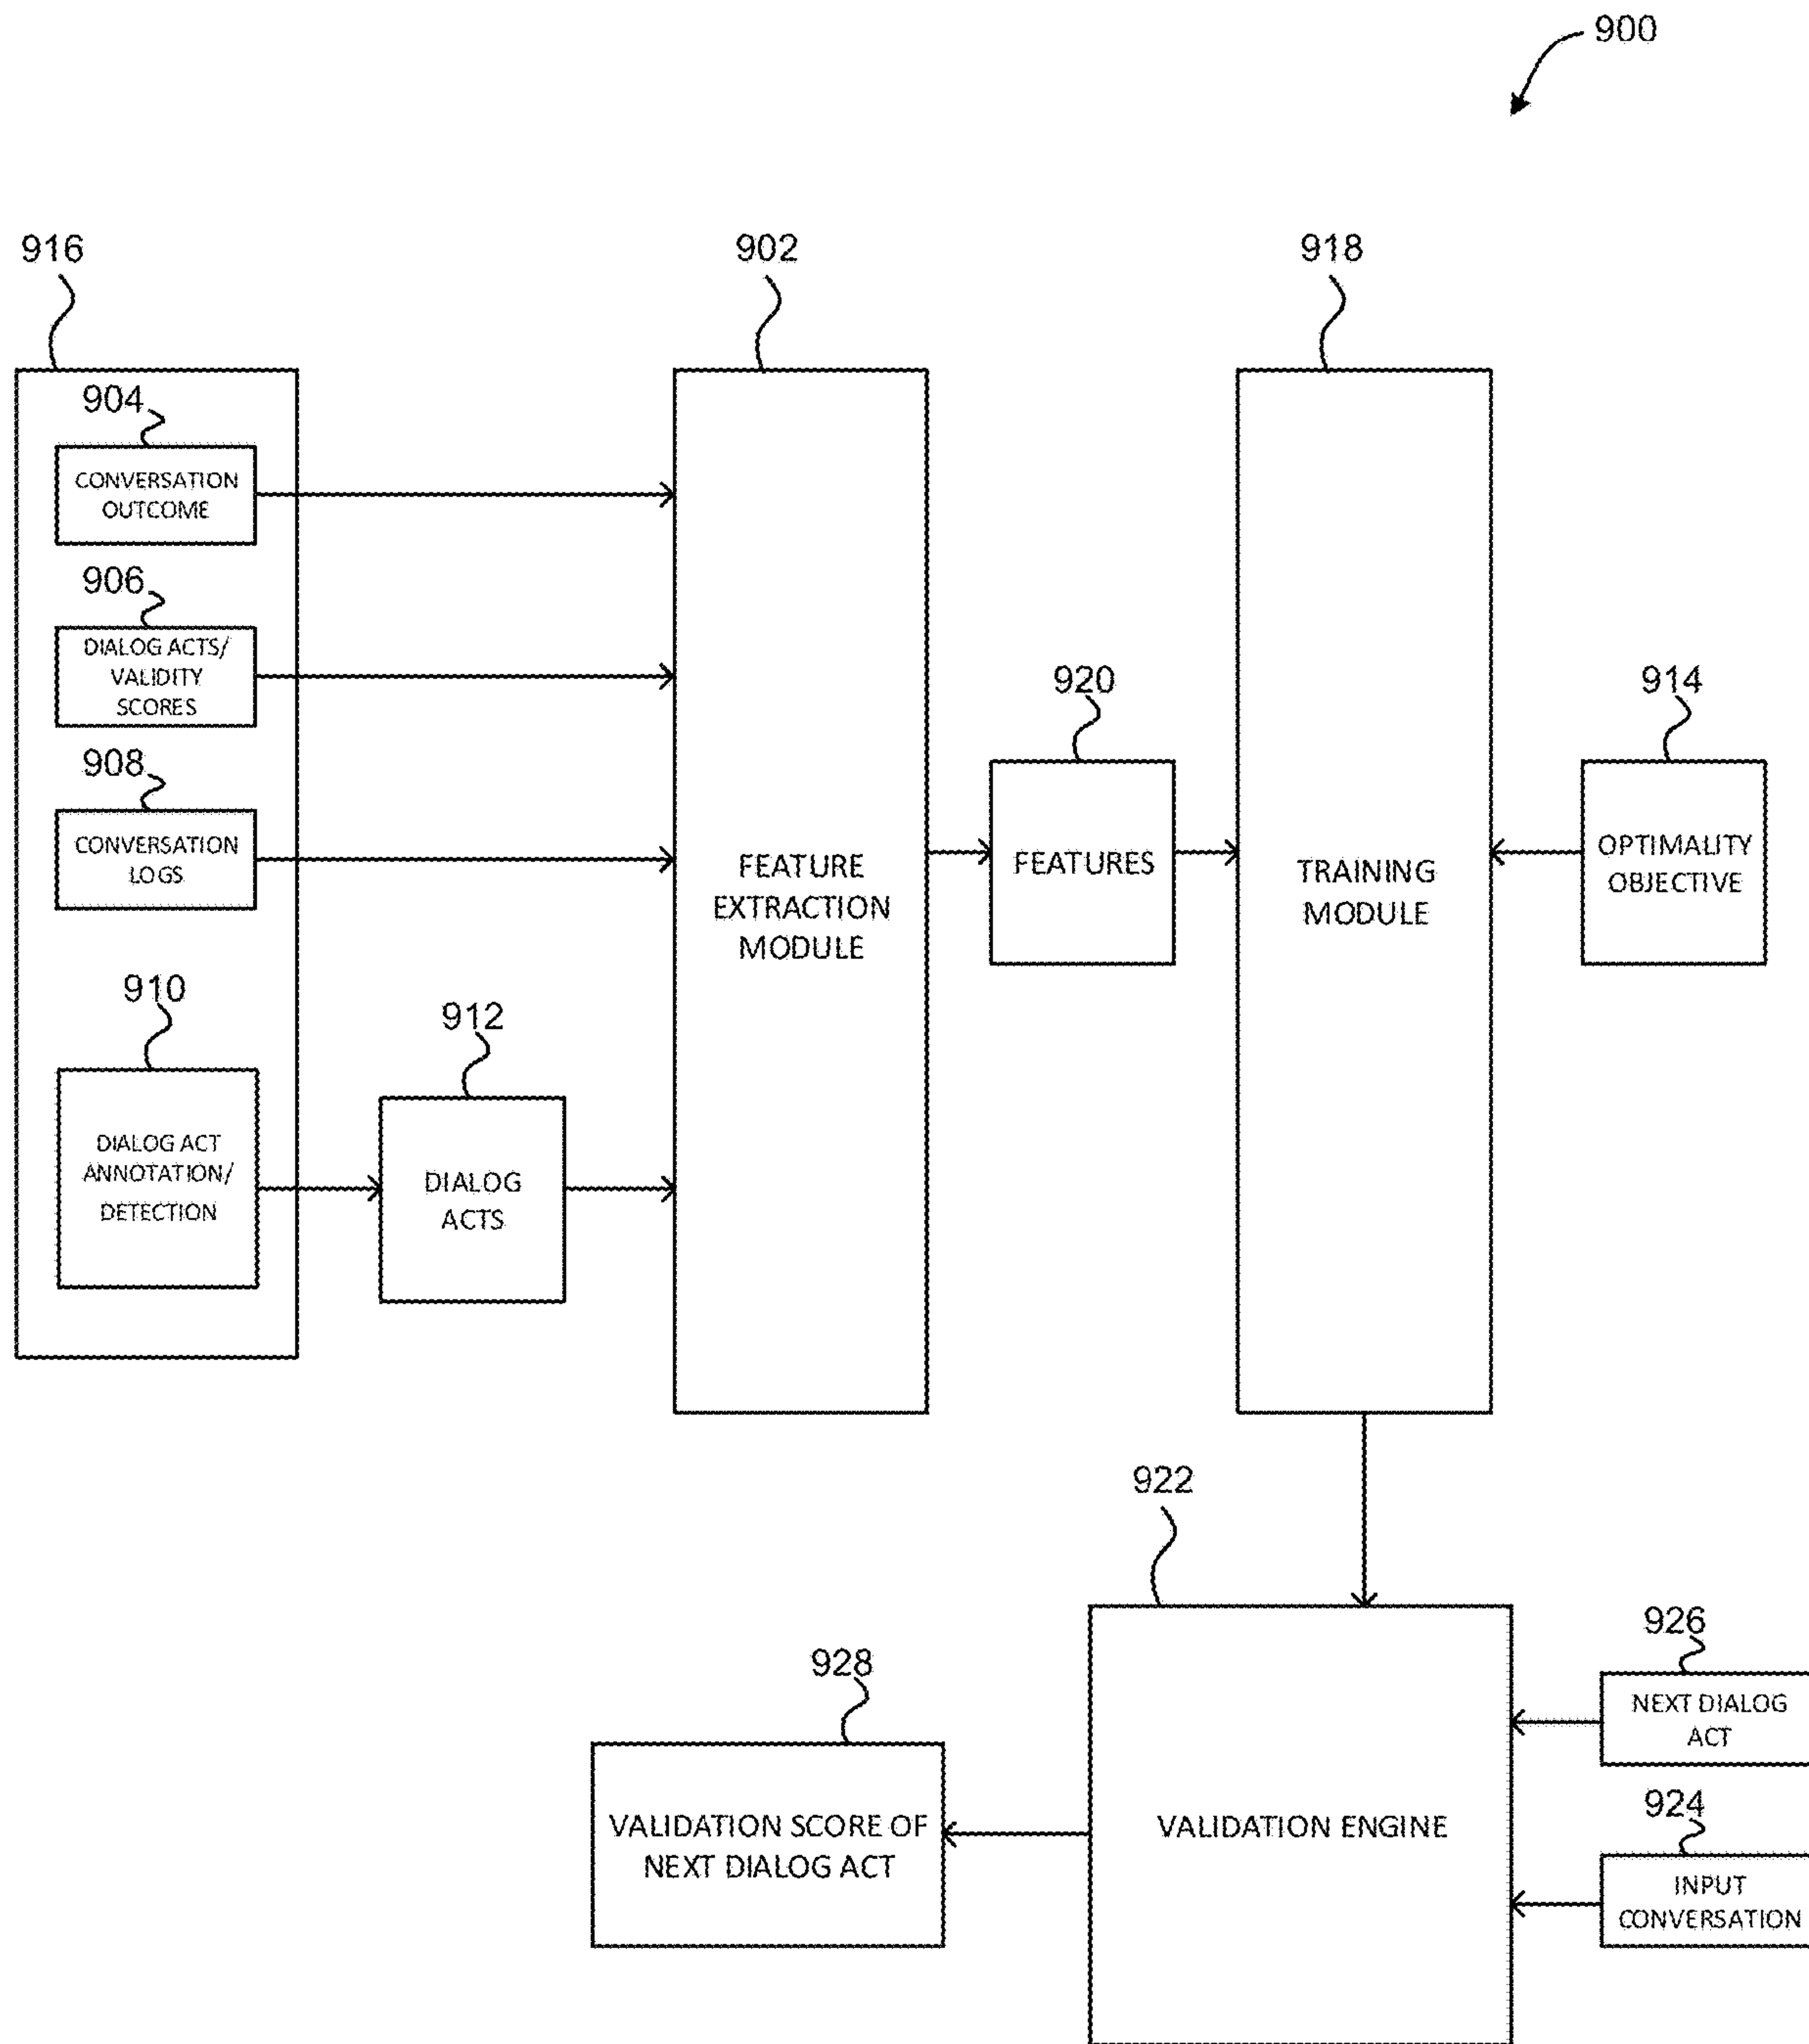 900
916
902
918
904
CONVERSATION
OUTCOME
906
DIALOG ACTS/
VALIDITY
SCORES
908
CONVERSATION
LOGS
910
DIALOG ACT
ANNOTATION/
DETECTION
912
DIALOG
ACTS
FEATURE
EXTRACTION
MODULE
920
FEATURES
TRAINING
MODULE
914
OPTIMALITY
OBJECTIVE
922
VALIDATION ENGINE
926
NEXT DIALOG
ACT
924
INPUT
CONVERSATION
928
VALIDATION SCORE OF
NEXT DIALOG ACT